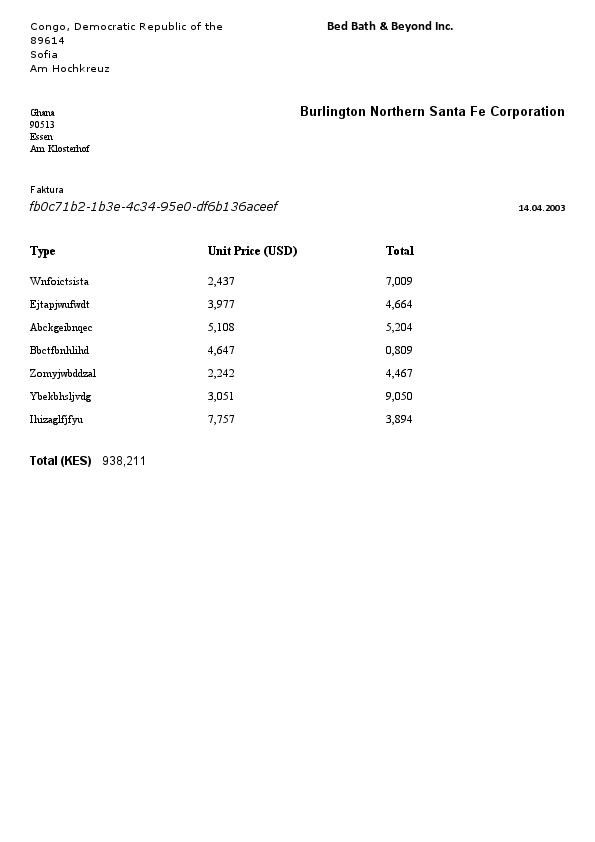 Congo, Democratic Republic of the
Bed Bath & Beyond Inc.
89614
Sofia
Am Hochkreuz
Ghana
Burlington Northern Santa Fe Corporation
90513
Essen
Am Klosterhof
Faktura
fb0c71b2-1b3e-4c34-95e0-df6b136aceef
14.04.2003
Type Unit Price (USD) Total
Wnfoictsista 2,437 7,009
Ejtapjwufwdt 3,977 4,664
Abckgeibnqec 5,108 5,204
Bbctfbnhlihd 4,647 0,809
Zomyjwbddzal 2,242 4,467
Ybekbhsljvdg 3,051 9,050
Ihizaglfjfyu 7,757 3,894
Total (KES) 938,211